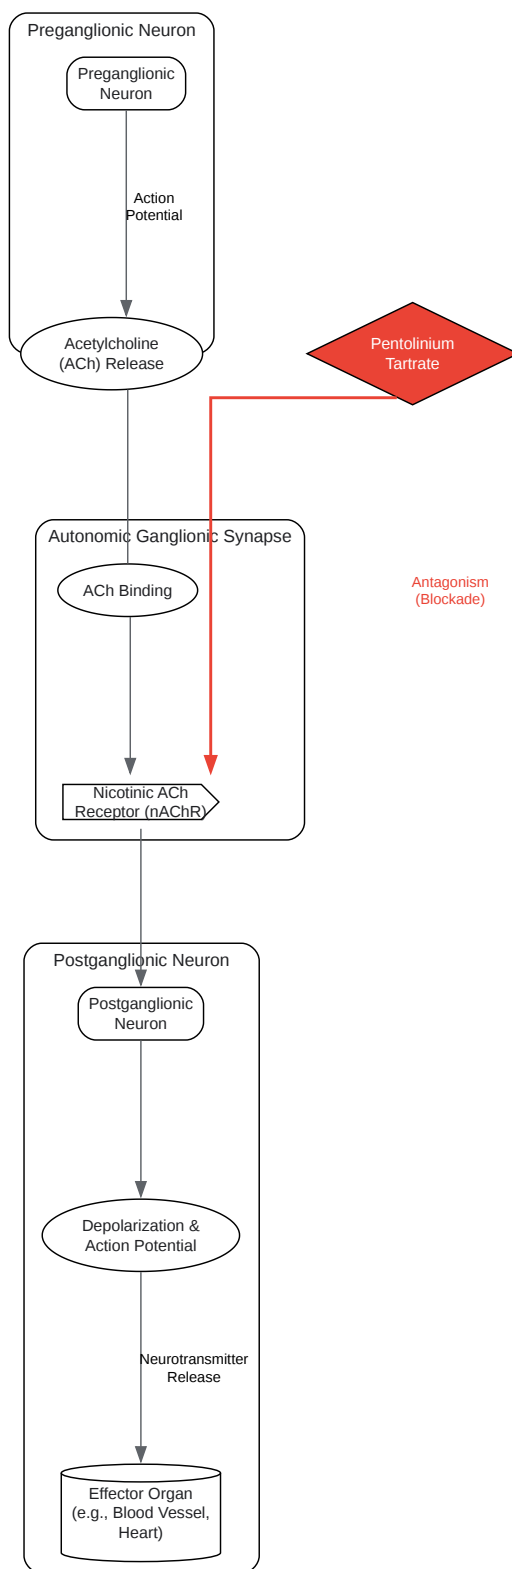 Preganglionic Neuron
Preganglionic
Neuron
Action
Potential
Acetylcholine
(ACh) Release
Pentolinium
Tartrate
Autonomic Ganglionic Synapse
ACh Binding
Antagonism
(Blockade)
Nicotinic ACh
Receptor (nAChR)
Postganglionic Neuron
Postganglionic
Neuron
Depolarization &
Action Potential
Neurotransmitter
Release
Effector Organ
(e.g., Blood Vessel,
Heart)